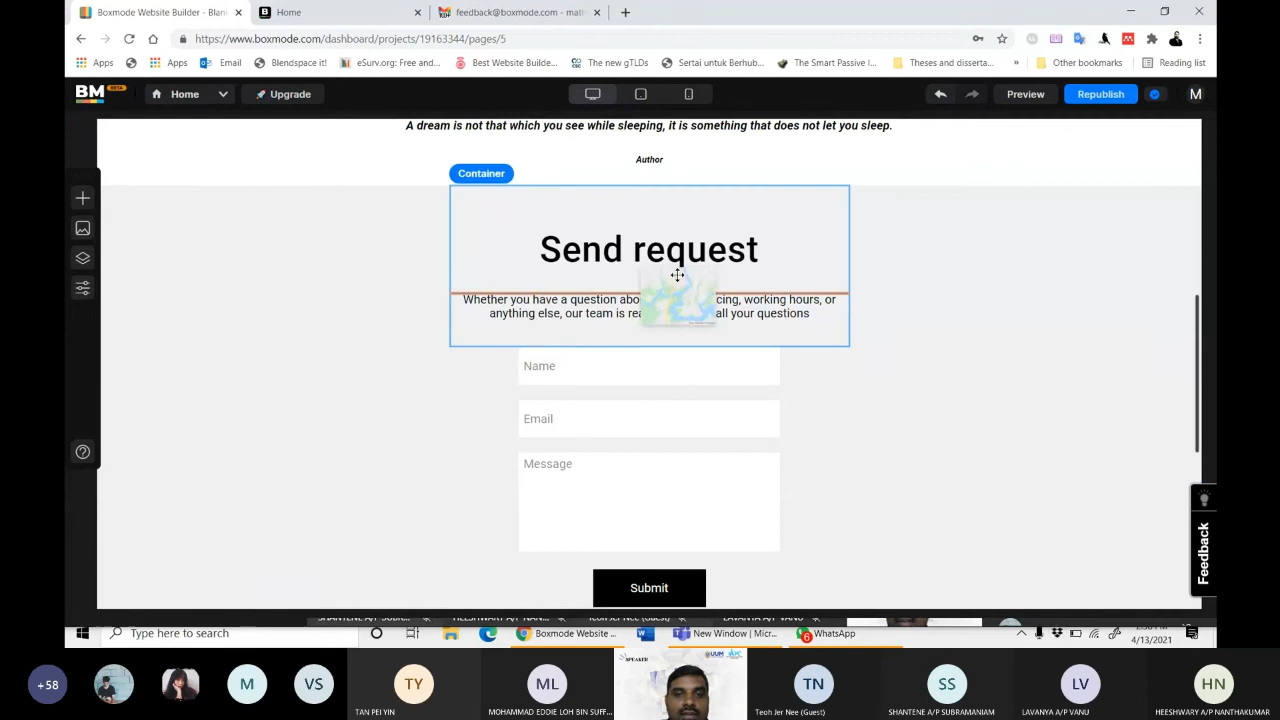 Boxmode Website Builder - Blan
Home
feedback@boxmode.com - math
https://www.boxmode.com/dashboard/projects/19163344/pages/5
Apps
Apps
Email
Blendspace it!
eSurv.org: Free and...
Best Website Builde...
The new gTLDs
Sertai untuk Berhub...
The Smart Passive I...
Theses and disserta...
»
Other bookmarks
Reading list
BM BETA
Home
Upgrade
Preview
Republish
M
A dream is not that which you see while sleeping, it is something that does not let you sleep.
Author
Container
Send request
Whether you have a question abo cing, working hours, or
anything else, our team is rea all your questions
Name
Email
Message
Submit
Feedback
Type here to search
Boxmode Website ...
New Window | Micr...
6
WhatsApp
4/13/2021
+58
M
VS
TY
TAN PEI YIN
ML
MOHAMMAD EDDIE LOH BIN SUFF...
SPEAKER
UUM
TN
Teoh Jer Nee (Guest)
SS
SHANTENE A/P SUBRAMANIAM
LV
LAVANYA A/P VANU
HN
HEESHWARY A/P NANTHAKUMAR